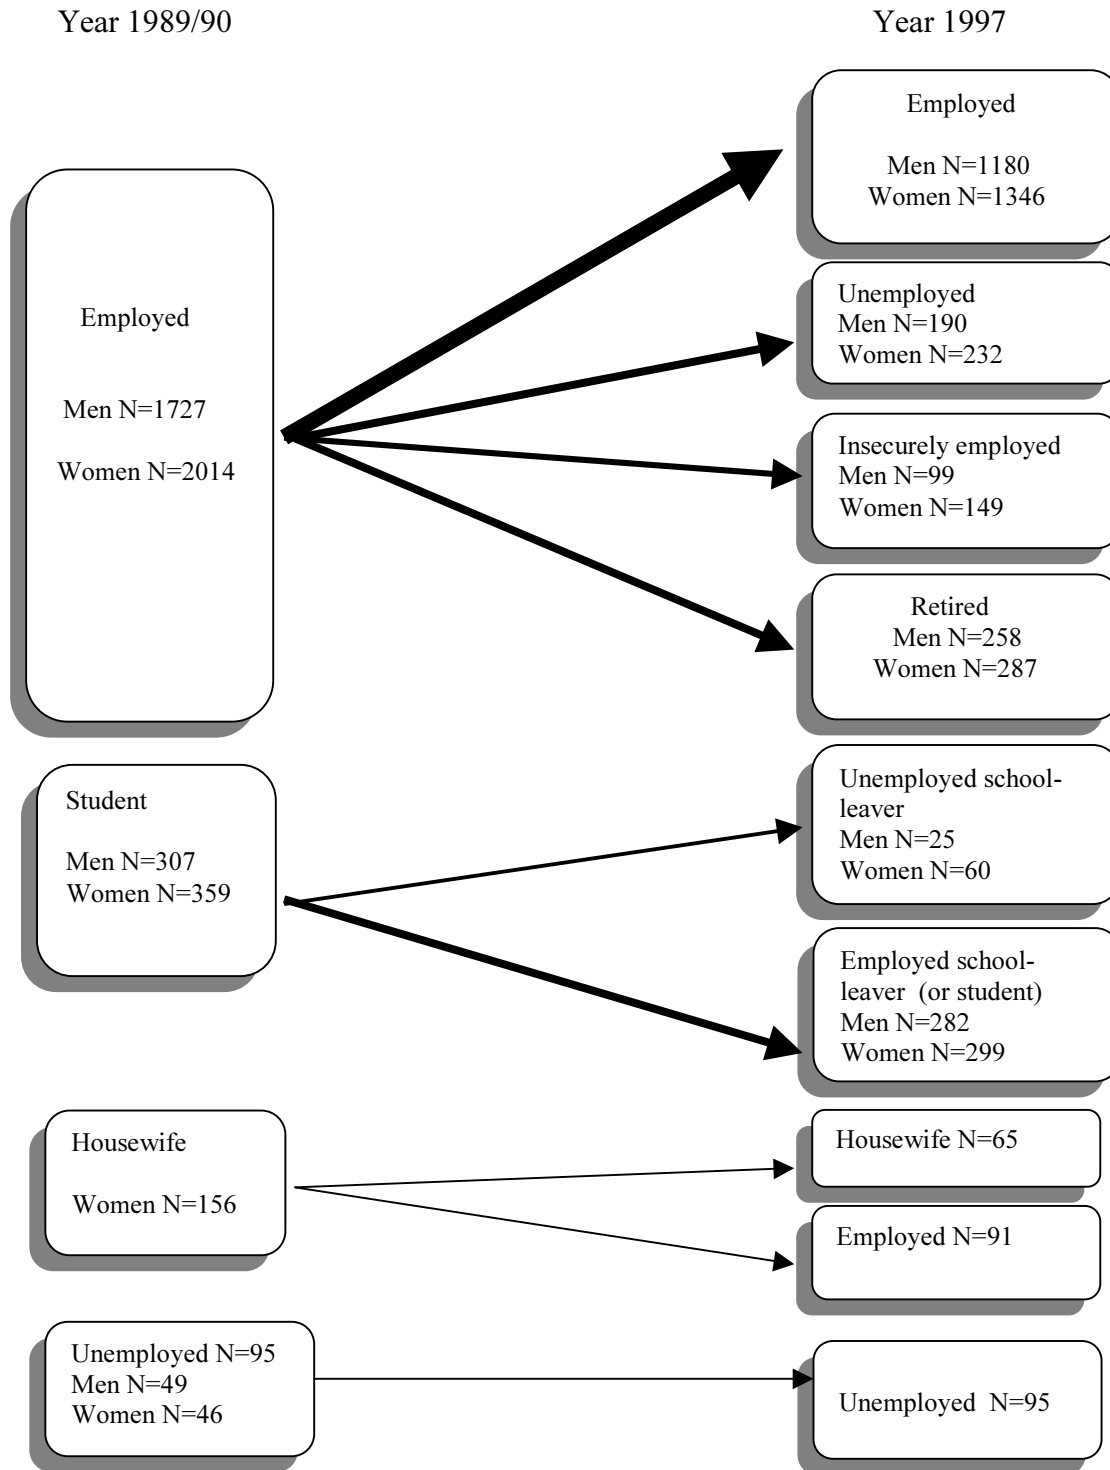 Year 1989/90
Year 1997
Employed
Men N=1727
Women N=2014
Employed
Men N=1180
Women N=1346
Unemployed
Men N=190
Women N=232
Insecurely employed
Men N=99
Women N=149
Retired
Men N=258
Women N=287
Student
Men N=307
Women N=359
Unemployed school-
leaver
Men N=25
Women N=60
Employed school-
leaver  (or student)
Men N=282
Women N=299
Housewife
Women N=156
Housewife N=65
Employed N=91
Unemployed N=95
Men N=49
Women N=46
Unemployed  N=95